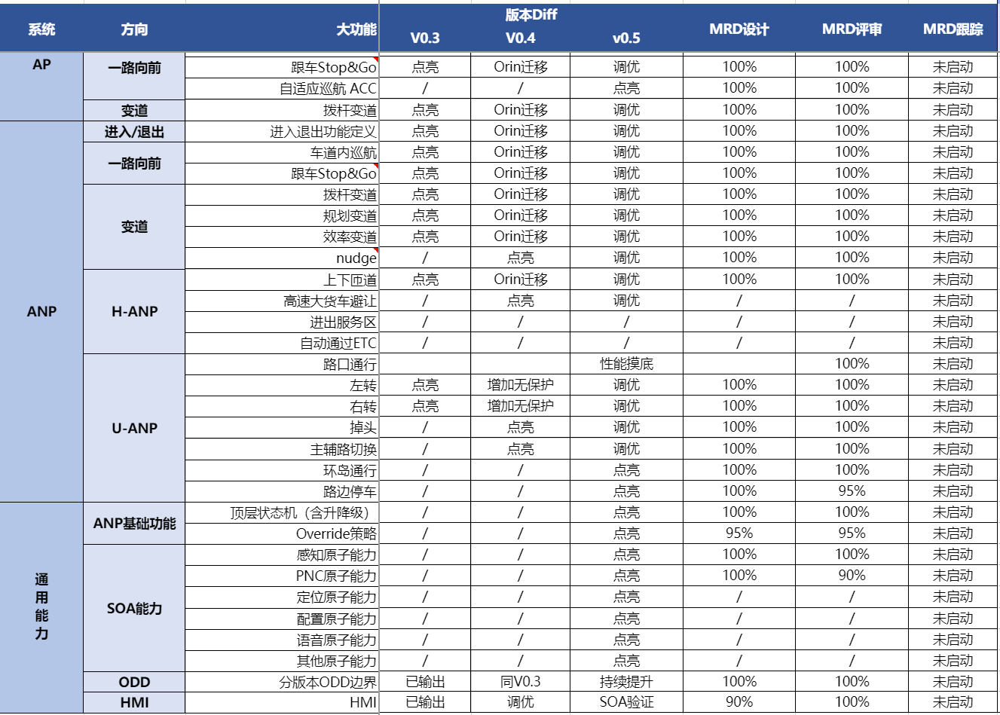 系统 方向 大功能 版本Diff MRD设计 MRD评审 MRD跟踪
V0.3 V0.4 v0.5
AP 一路向前 跟车Stop&Go 点亮 Orin迁移 调优 100% 100% 未启动
自适应巡航 ACC / / 点亮 100% 100% 未启动
变道 拨杆变道 点亮 Orin迁移 调优 100% 100% 未启动
ANP 进入/退出 进入退出功能定义 点亮 Orin迁移 调优 100% 100% 未启动
一路向前 车道内巡航 点亮 Orin迁移 调优 100% 100% 未启动
跟车Stop&Go 点亮 Orin迁移 调优 100% 100% 未启动
变道 拨杆变道 点亮 Orin迁移 调优 100% 100% 未启动
规划变道 点亮 Orin迁移 调优 100% 100% 未启动
效率变道 点亮 Orin迁移 调优 100% 100% 未启动
nudge / 点亮 调优 100% 100% 未启动
H-ANP 上下匝道 点亮 Orin迁移 调优 100% 100% 未启动
高速大货车避让 / 点亮 调优 / / 未启动
进出服务区 / / / / / 未启动
自动通过ETC / / / / / 未启动
U-ANP 路口通行 性能摸底 100% 未启动
左转 点亮 增加无保护 调优 100% 100% 未启动
右转 点亮 增加无保护 调优 100% 100% 未启动
掉头 / 点亮 调优 100% 100% 未启动
主辅路切换 / 点亮 调优 100% 100% 未启动
环岛通行 / / 点亮 100% 100% 未启动
路边停车 / / 点亮 100% 95% 未启动
通用能力 ANP基础功能 顶层状态机（含升降级） / / 点亮 100% 100% 未启动
Override策略 / / 点亮 95% 95% 未启动
SOA能力 感知原子能力 / / 点亮 100% 100% 未启动
PNC原子能力 / / 点亮 100% 90% 未启动
定位原子能力 / / 点亮 / / 未启动
配置原子能力 / / 点亮 / / 未启动
语音原子能力 / / 点亮 / / 未启动
其他原子能力 / / 点亮 / / 未启动
ODD 分版本ODD边界 已输出 同V0.3 持续提升 100% 100% 未启动
HMI HMI 已输出 调优 SOA验证 90% 100% 未启动